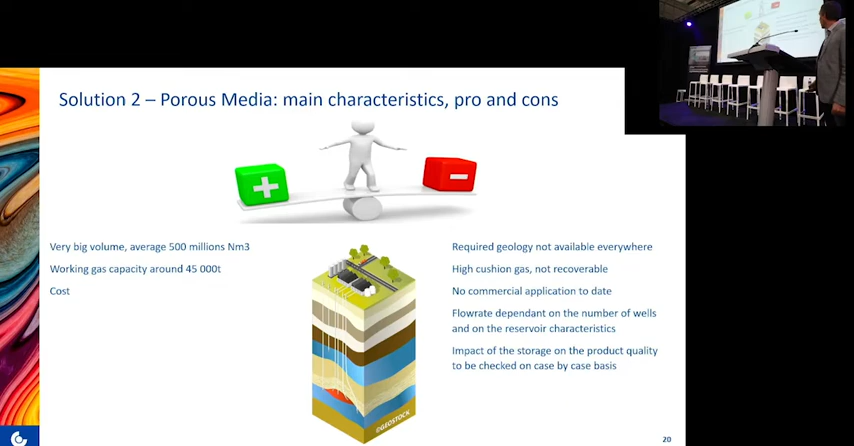 Solution 2 – Porous Media: main characteristics, pro and cons
Very big volume, average 500 millions Nm3
Working gas capacity around 45 000t
Cost
Required geology not available everywhere
High cushion gas, not recoverable
No commercial application to date
Flowrate dependant on the number of wells
and on the reservoir characteristics
Impact of the storage on the product quality
to be checked on case by case basis
©GEOSTOCK
20